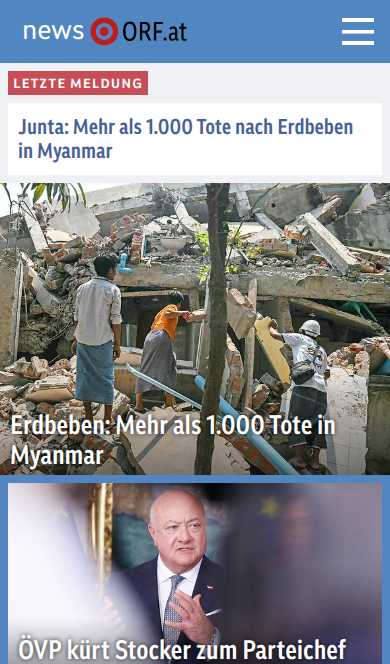 news ORF.at
LETZTE MELDUNG
Junta: Mehr als 1.000 Tote nach Erdbeben
in Myanmar
Erdbeben: Mehr als 1.000 Tote in
Myanmar
ÖVP kürt Stocker zum Parteichef